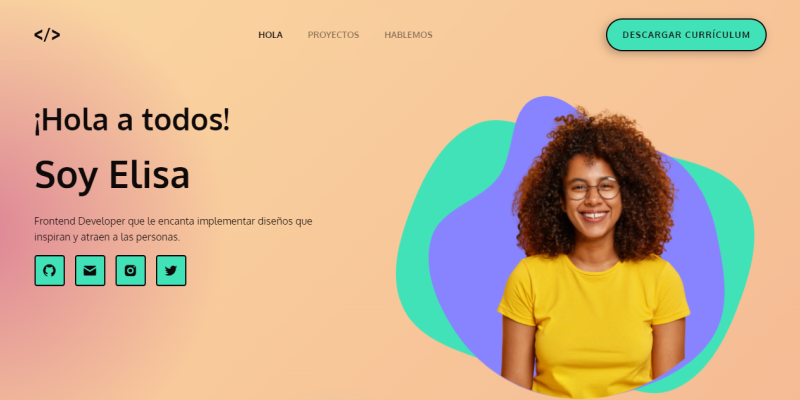 </>
HOLA
PROYECTOS
HABLEMOS
DESCARGAR CURRÍCULUM
¡Hola a todos!
Soy Elisa
Frontend Developer que le encanta implementar diseños que
inspiran y atraen a las personas.